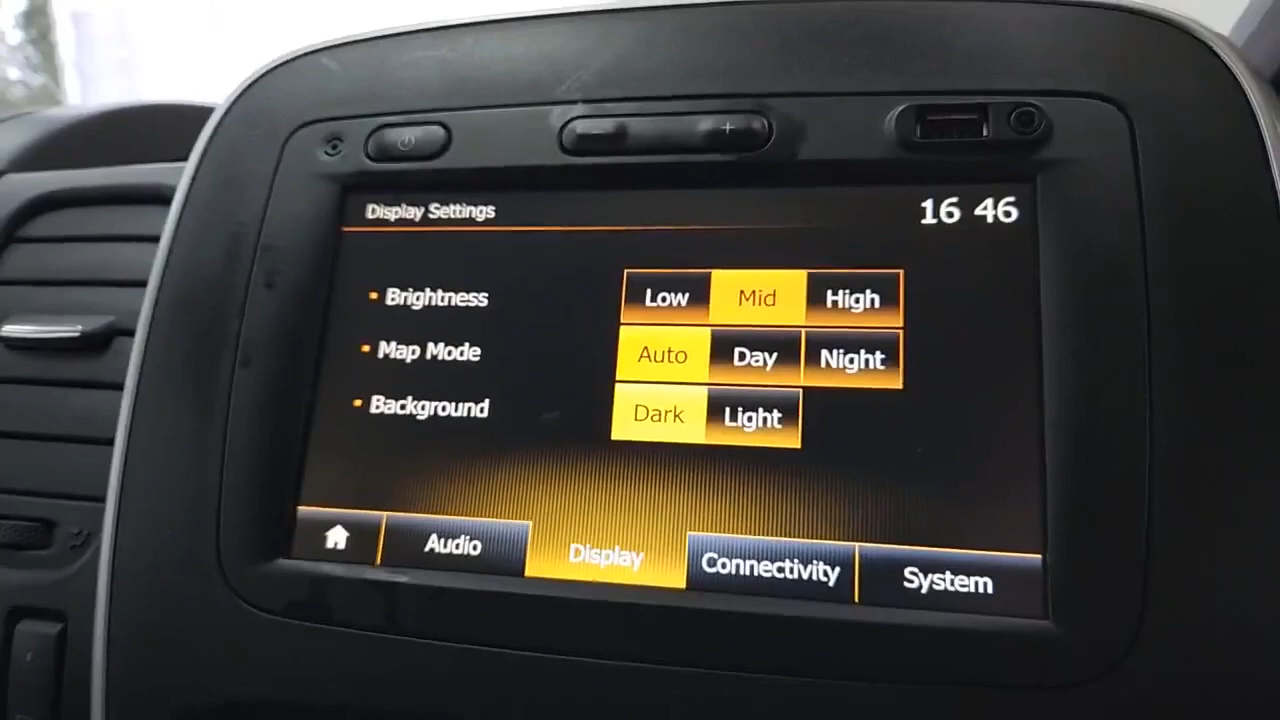 Display Settings 16 46
Brightness Low Mid High
Map Mode Auto Day Night
Background Dark Light
Audio Display Connectivity System